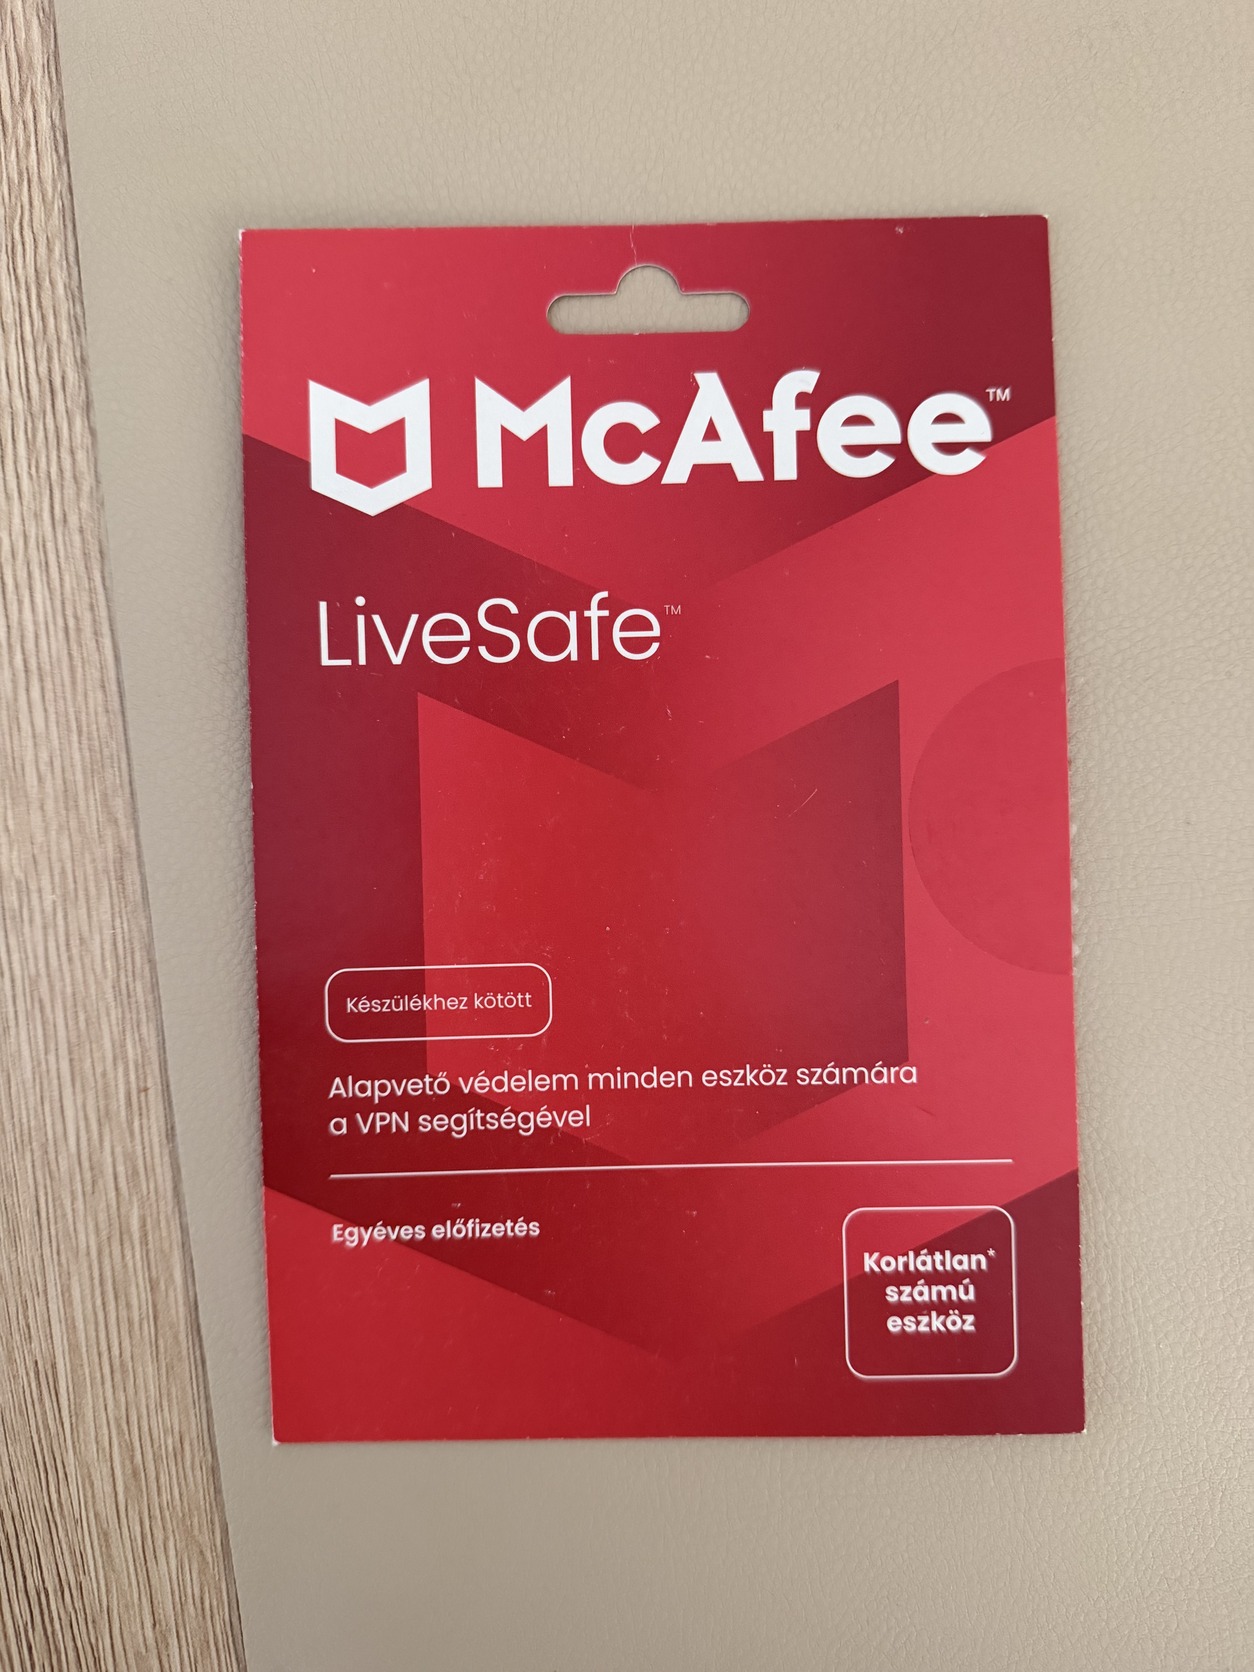 McAfee™
LiveSafe™
Készülékhez kötött
Alapvető védelem minden eszköz számára
a VPN segítségével
Egyéves előfizetés
Korlátlan*
számú
eszköz